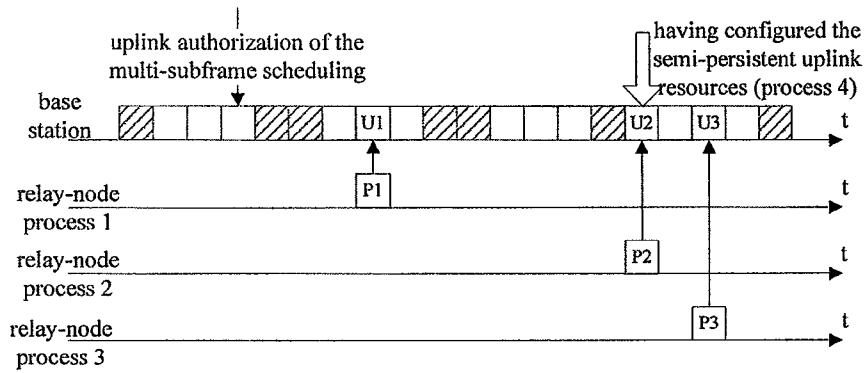 uplink authorization of the
multi-subframe scheduling
having configured the
semi-persistent uplink
resources (process 4)
base
station
U1
U2
U3
t
P1
t
relay-node
process 1
P2
t
relay-node
process 2
P3
t
relay-node
process 3